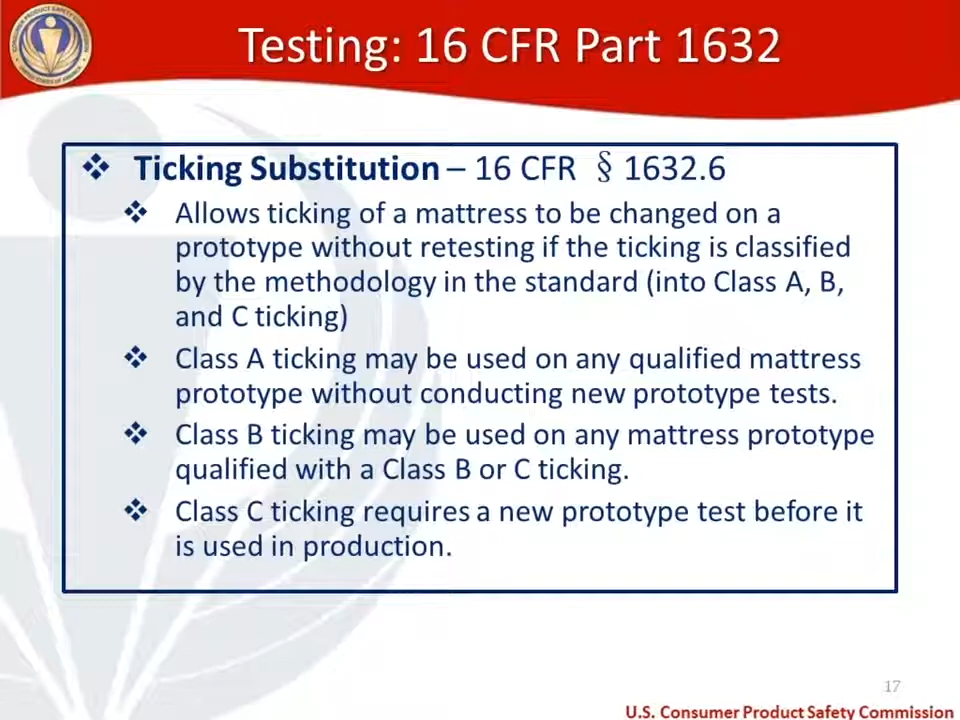 Testing: 16 CFR Part 1632
❖ Ticking Substitution – 16 CFR § 1632.6
❖ Allows ticking of a mattress to be changed on a
prototype without retesting if the ticking is classified
by the methodology in the standard (into Class A, B,
and C ticking)
❖ Class A ticking may be used on any qualified mattress
prototype without conducting new prototype tests.
❖ Class B ticking may be used on any mattress prototype
qualified with a Class B or C ticking.
❖ Class C ticking requires a new prototype test before it
is used in production.
17
U.S. Consumer Product Safety Commission